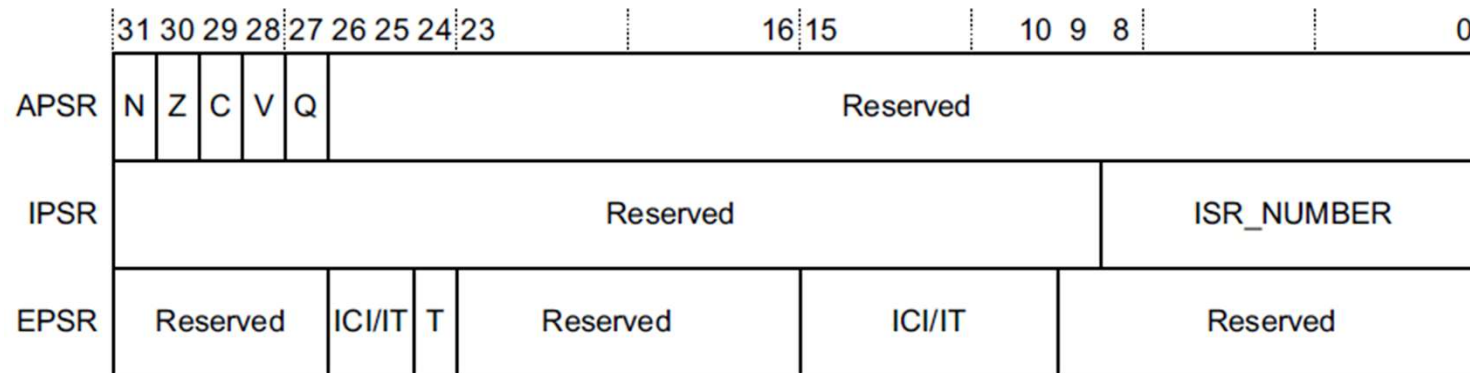 31 30 29 28 27 26 25 24 23 16 15 10 9 8 0
APSR N Z C V Q Reserved
IPSR Reserved ISR_NUMBER
EPSR Reserved ICI/IT T Reserved ICI/IT Reserved